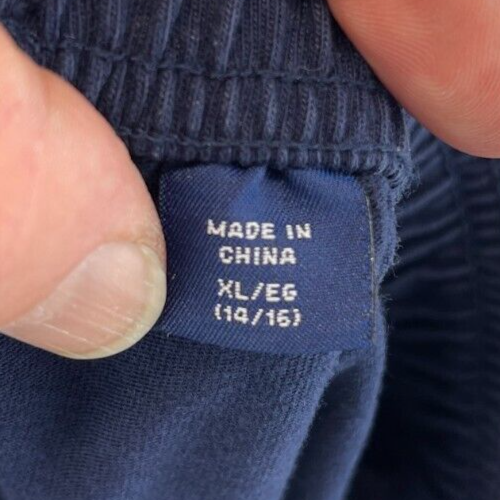 MADE IN
CHINA
XL/EG
(14/16)